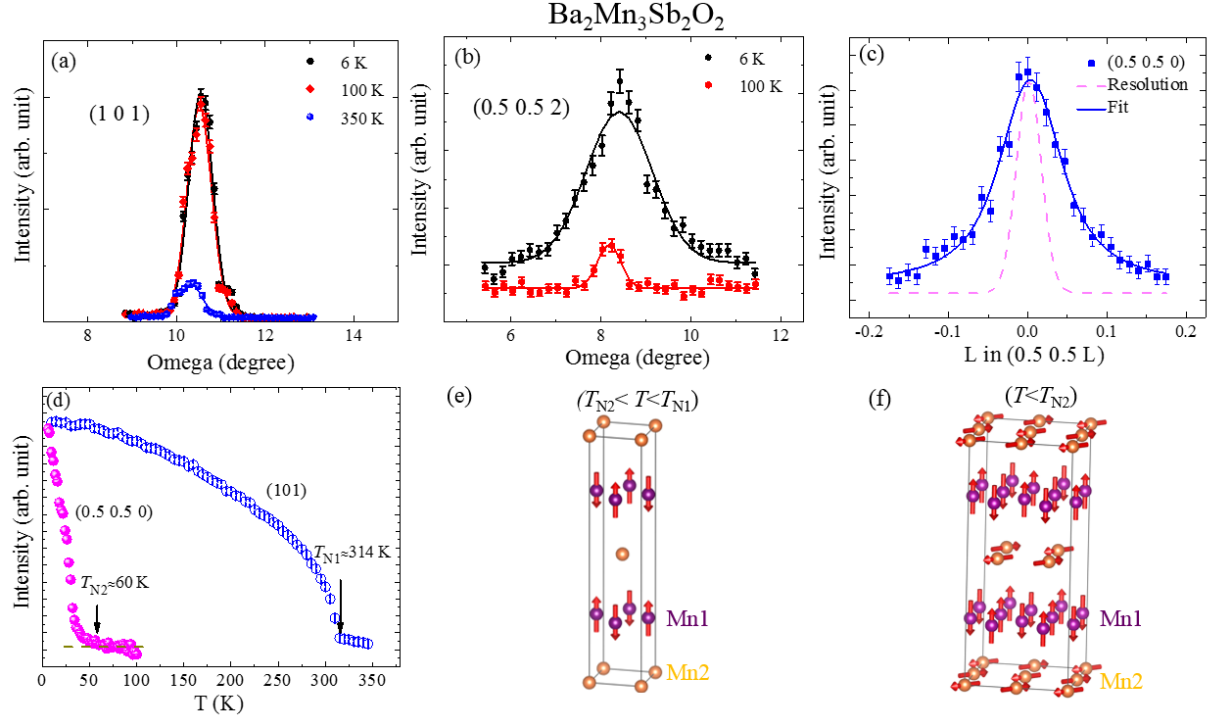 Ba2Mn3Sb2O2
(a)
6 K
100 K
350 K
(1 0 1)
Intensity (arb. unit)
8 10 12 14
Omega (degree)
(b)
6 K
100 K
(0.5 0.5 2)
Intensity (arb. unit)
6 8 10 12
Omega (degree)
(c)
(0.5 0.5 0)
Resolution
Fit
Intensity (arb. unit)
-0.2 -0.1 0.0 0.1 0.2
L in (0.5 0.5 L)
(d)
(101)
(0.5 0.5 0)
TN1≈314 K
TN2≈60 K
Intensity (arb. unit)
0 50 100 150 200 250 300 350
T (K)
(e)
(TN2< T<TN1)
Mn1
Mn2
(f)
(T<TN2)
Mn1
Mn2